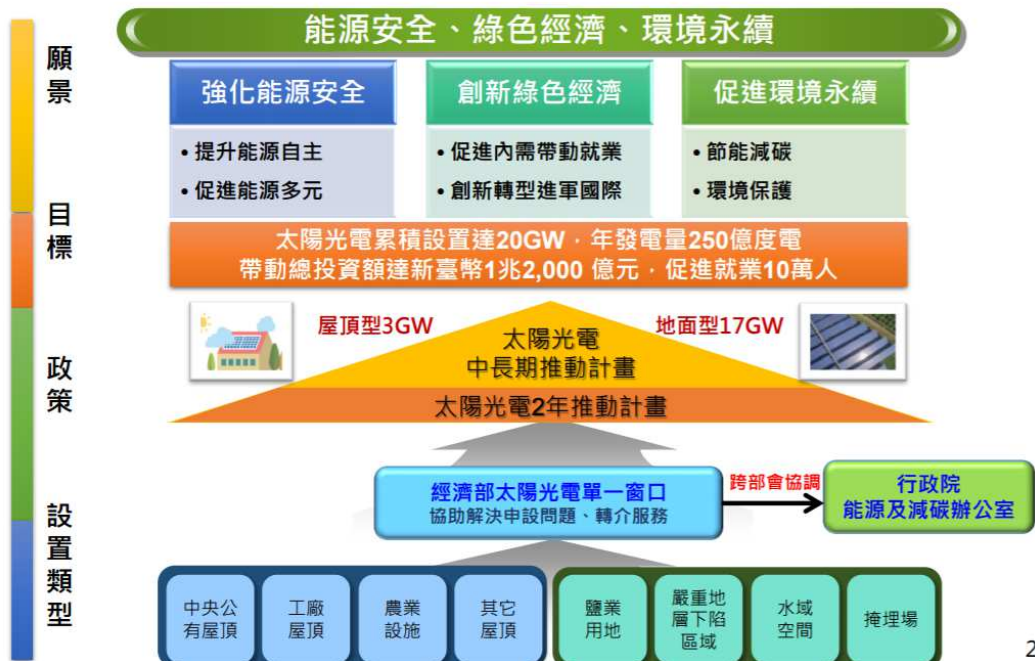 能源安全、綠色經濟、環境永續
願景
強化能源安全
• 提升能源自主
• 促進能源多元
創新綠色經濟
• 促進內需帶動就業
• 創新轉型進軍國際
促進環境永續
• 節能減碳
• 環境保護
目標
太陽光電累積設置達20GW，年發電量250億度電
帶動總投資額達新臺幣1兆2,000 億元，促進就業10萬人
政策
屋頂型3GW
地面型17GW
太陽光電
中長期推動計畫
太陽光電2年推動計畫
經濟部太陽光電單一窗口
協助解決申設問題、轉介服務
跨部會協調
行政院
能源及減碳辦公室
設置類型
中央公
有屋頂
工廠
屋頂
農業
設施
其它
屋頂
鹽業
用地
嚴重地
層下陷
區域
水域
空間
掩埋場
2